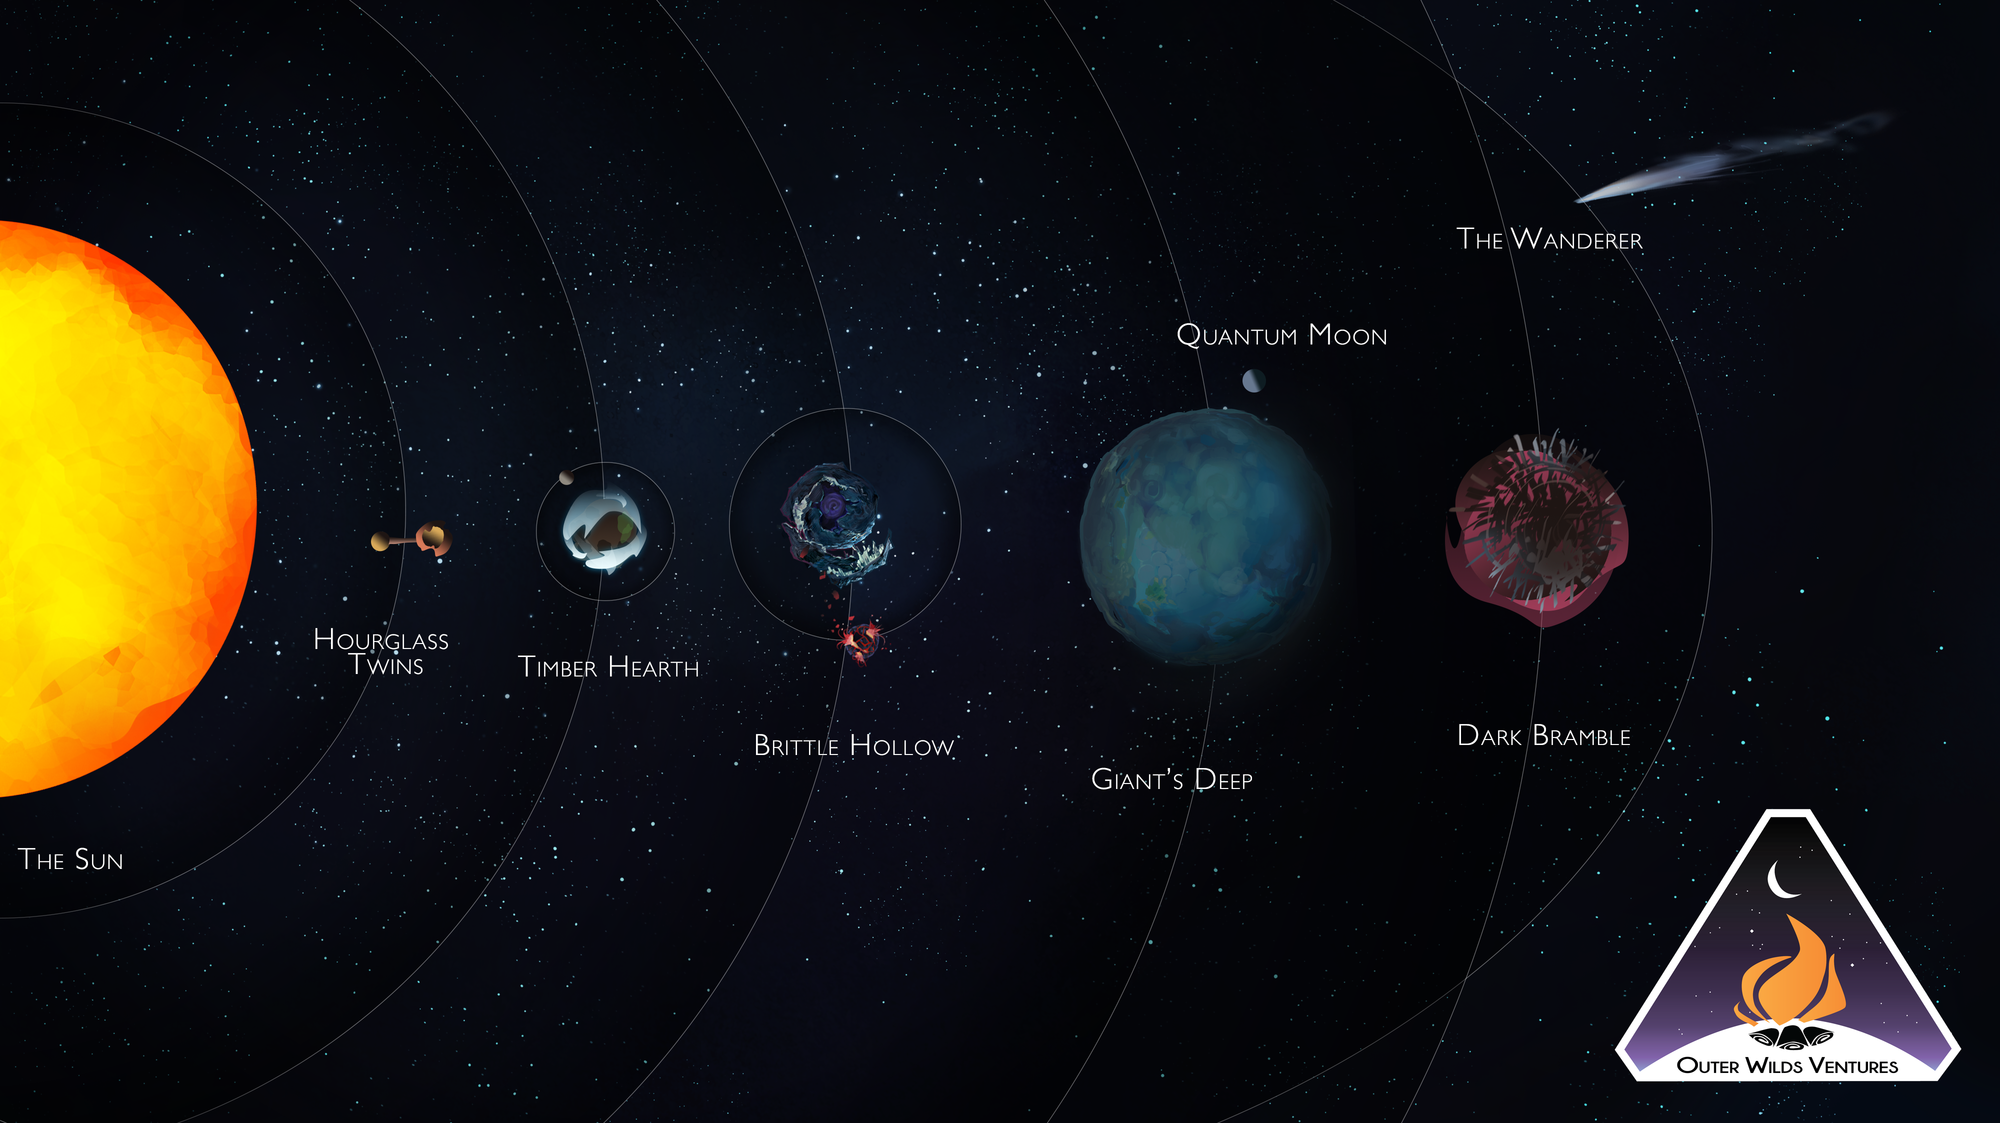 The Wanderer
Quantum Moon
Hourglass
Twins
Timber Hearth
Brittle Hollow
Giant's Deep
Dark Bramble
The Sun
Outer Wilds Ventures